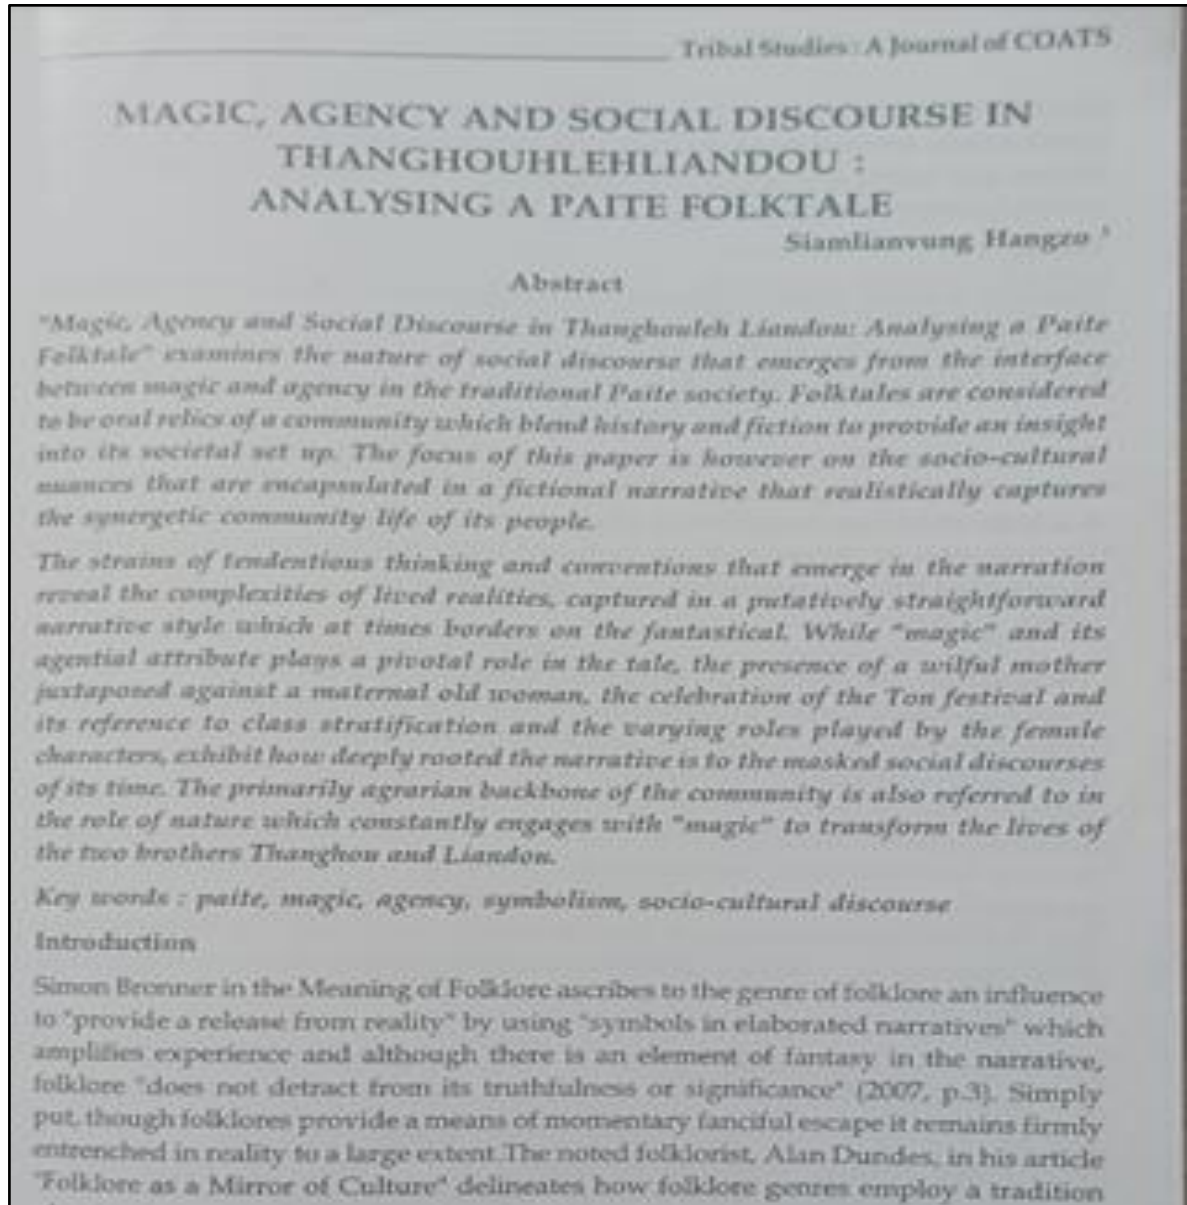 Tribal Studies : A Journal of COATS
MAGIC, AGENCY AND SOCIAL DISCOURSE IN
THANGHOUHLEHLIANDOU :
ANALYSING A PAITE FOLKTALE
Siamlianvung Hangzo
Abstract
"Magic, Agency and Social Discourse in Thanghouleh Liandou: Analysing a Paite
Folktale" examines the nature of social discourse that emerges from the interface
between magic and agency in the traditional Paite society. Folktales are considered
to be oral relics of a community which blend history and fiction to provide an insight
into its societal set up. The focus of this paper is however on the socio-cultural
nuances that are encapsulated in a fictional narrative that realistically captures
the synergetic community life of its people.
The strains of tendentious thinking and conventions that emerge in the narration
reveal the complexities of lived realities, captured in a putatively straightforward
narrative style which at times borders on the fantastical. While "magic" and its
agential attribute plays a pivotal role in the tale, the presence of a wilful mother
juxtaposed against a maternal old woman, the celebration of the Ton festival and
its reference to class stratification and the varying roles played by the female
characters, exhibit how deeply rooted the narrative is to the masked social discourses
of its time. The primarily agrarian backbone of the community is also referred to in
the role of nature which constantly engages with "magic" to transform the lives of
the two brothers Thanghou and Liandou.
Key words : paite, magic, agency, symbolism, socio-cultural discourse
Introduction
Simon Bronner in the Meaning of Folklore ascribes to the genre of folklore an influence
to "provide a release from reality" by using "symbols in elaborated narratives" which
amplifies experience and although there is an element of fantasy in the narrative,
folklore "does not detract from its truthfulness or significance" (2007, p.3). Simply
put, though folklores provide a means of momentary fanciful escape it remains firmly
entrenched in reality to a large extent.The noted folklorist, Alan Dundes, in his article
"Folklore as a Mirror of Culture" delineates how folklore genres employ a tradition